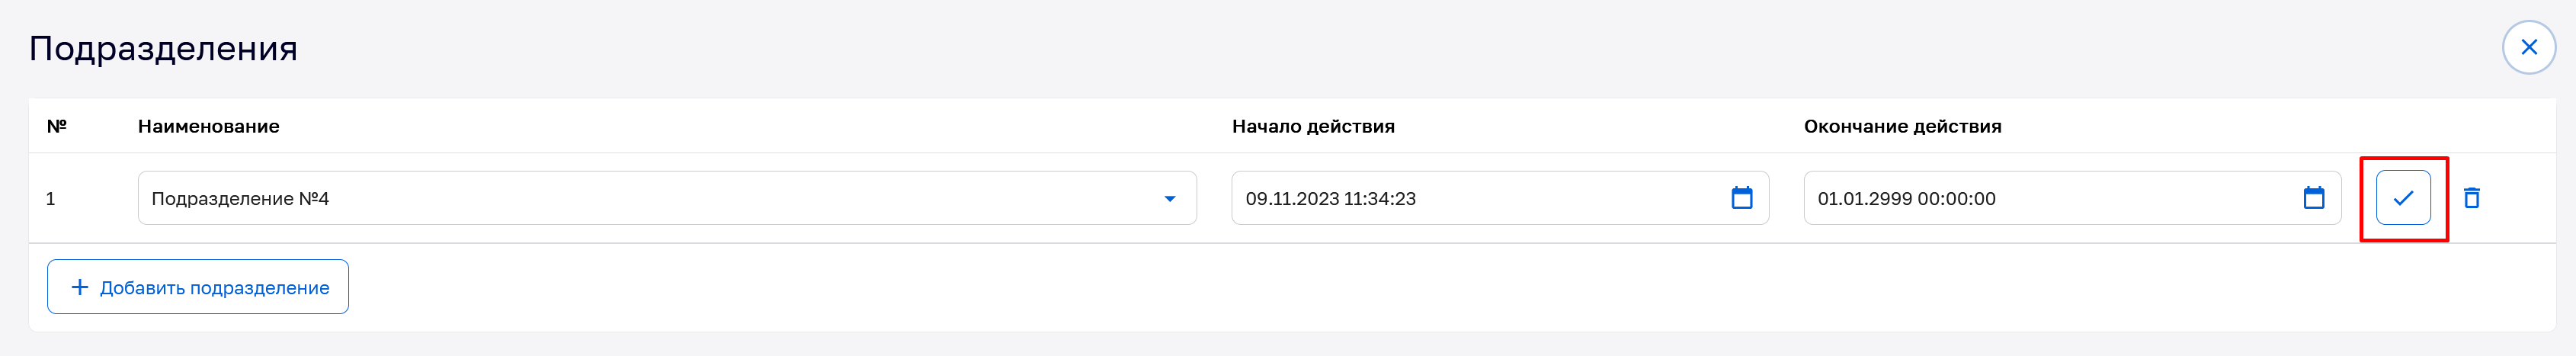 Подразделения
№ Наименование Начало действия Окончание действия
1 Подразделение №4 09.11.2023 11:34:23 01.01.2999 00:00:00
Добавить подразделение